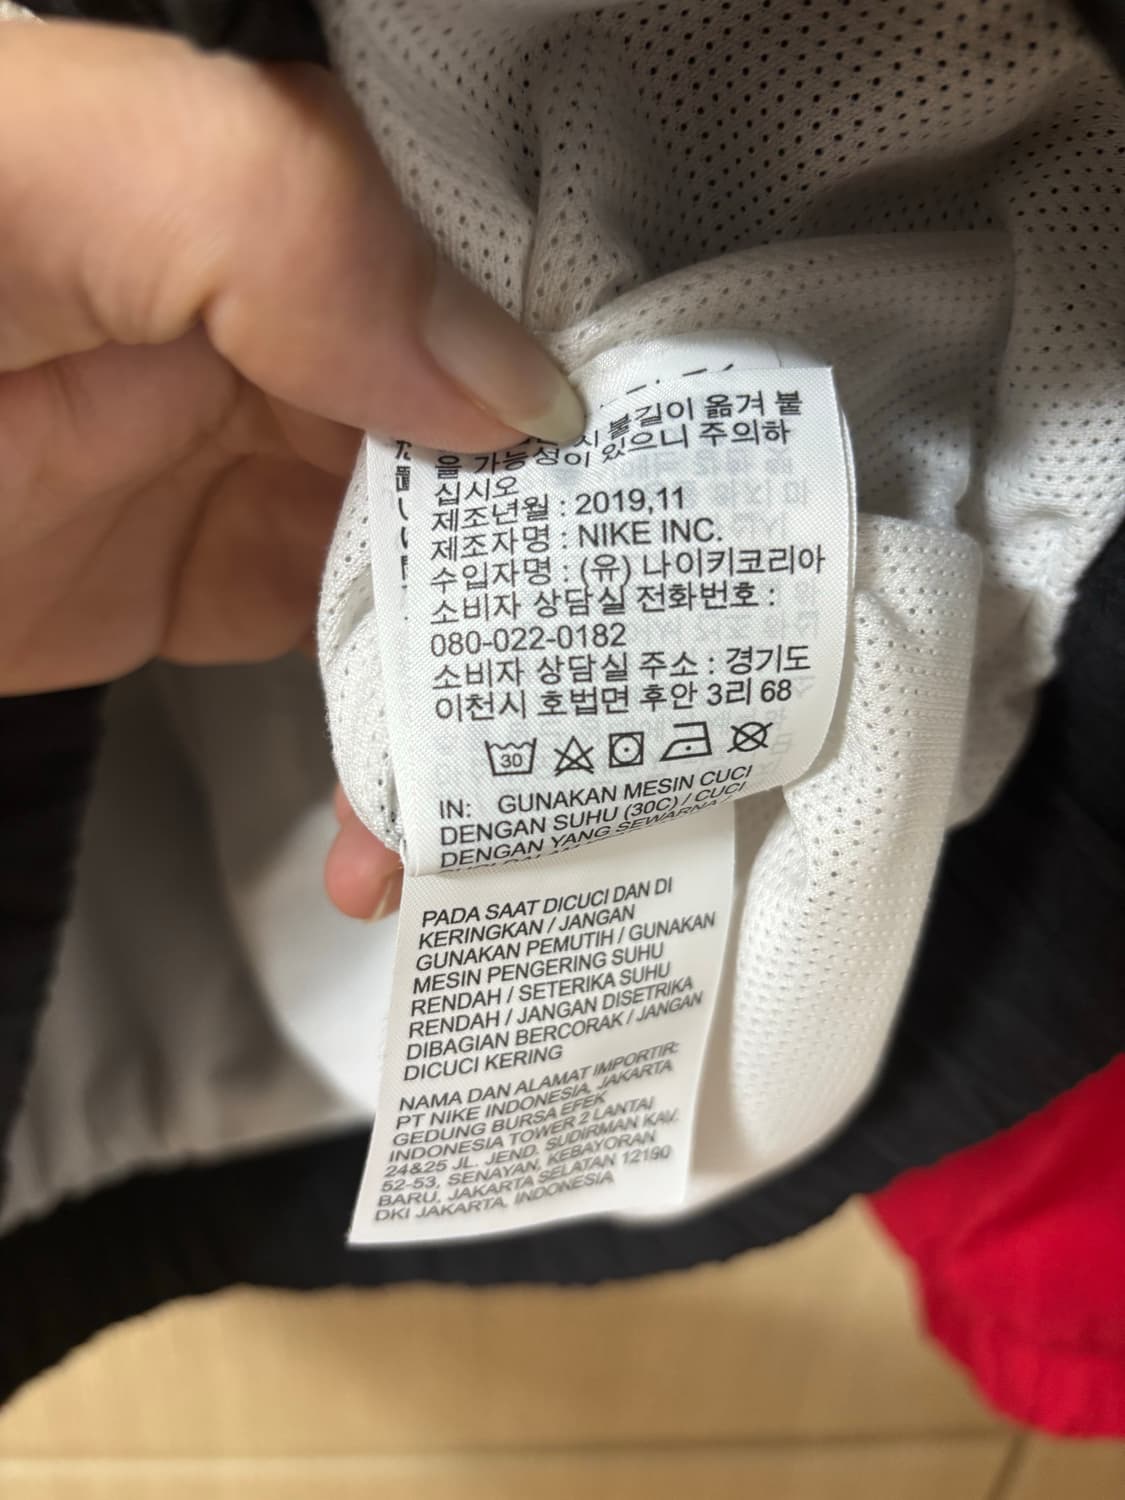 불길이 옮겨 붙
을 가능성이 있으니 주의하
십시오
제조년월 : 2019,11
제조자명 : NIKE INC.
수입자명 : (유) 나이키코리아
소비자 상담실 전화번호 :
080-022-0182
소비자 상담실 주소 : 경기도
이천시 호법면 후안 3리 68
30
IN: GUNAKAN MESIN CUCI
DENGAN SUHU (30C) / CUCI
DENGAN YANG SEWARNA /
PADA SAAT DICUCI DAN DI
KERINGKAN / JANGAN
GUNAKAN PEMUTIH / GUNAKAN
MESIN PENGERING SUHU
RENDAH / SETERIKA SUHU
RENDAH / JANGAN DISETRIKA
DIBAGIAN BERCORAK / JANGAN
DICUCI KERING
NAMA DAN ALAMAT IMPORTIR:
PT NIKE INDONESIA, JAKARTA
GEDUNG BURSA EFEK
INDONESIA TOWER 2 LANTAI
24&25 JL. JEND. SUDIRMAN KAV.
52-53, SENAYAN, KEBAYORAN
BARU, JAKARTA SELATAN 12190
DKI JAKARTA, INDONESIA